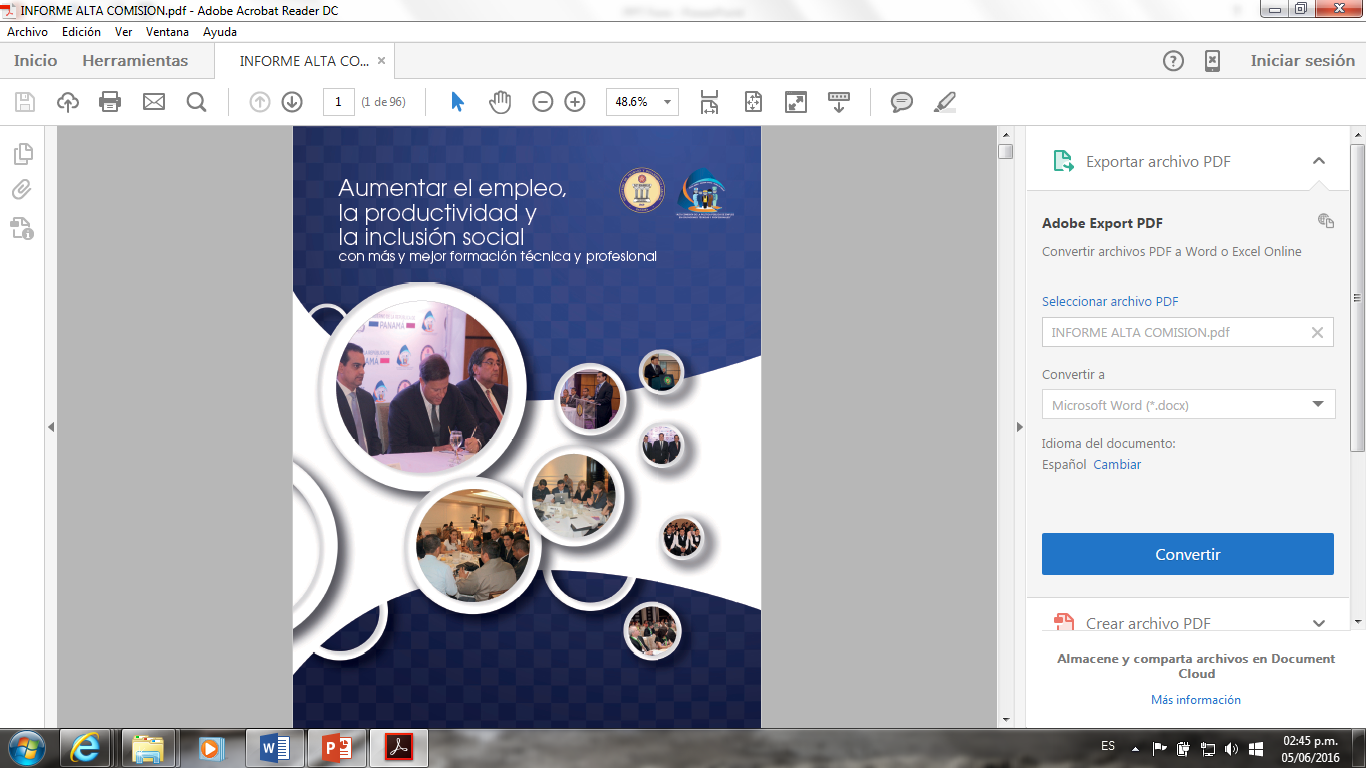 INFORME ALTA COMISION.pdf - Adobe Acrobat Reader DC
Archivo Edición Ver Ventana Ayuda
Inicio Herramientas INFORME ALTA CO... Iniciar sesión
1 (1 de 96) 48.6%
Aumentar el empleo,
la productividad y
la inclusión social
con más y mejor formación técnica y profesional
PANAMÁ
Exportar archivo PDF
Adobe Export PDF
Convertir archivos PDF a Word o Excel Online
Seleccionar archivo PDF
INFORME ALTA COMISION.pdf
Convertir a
Microsoft Word (*.docx)
Idioma del documento:
Español Cambiar
Convertir
Crear archivo PDF
Almacene y comparta archivos en Document
Cloud
Más información
ES 02:45 p.m.
05/06/2016